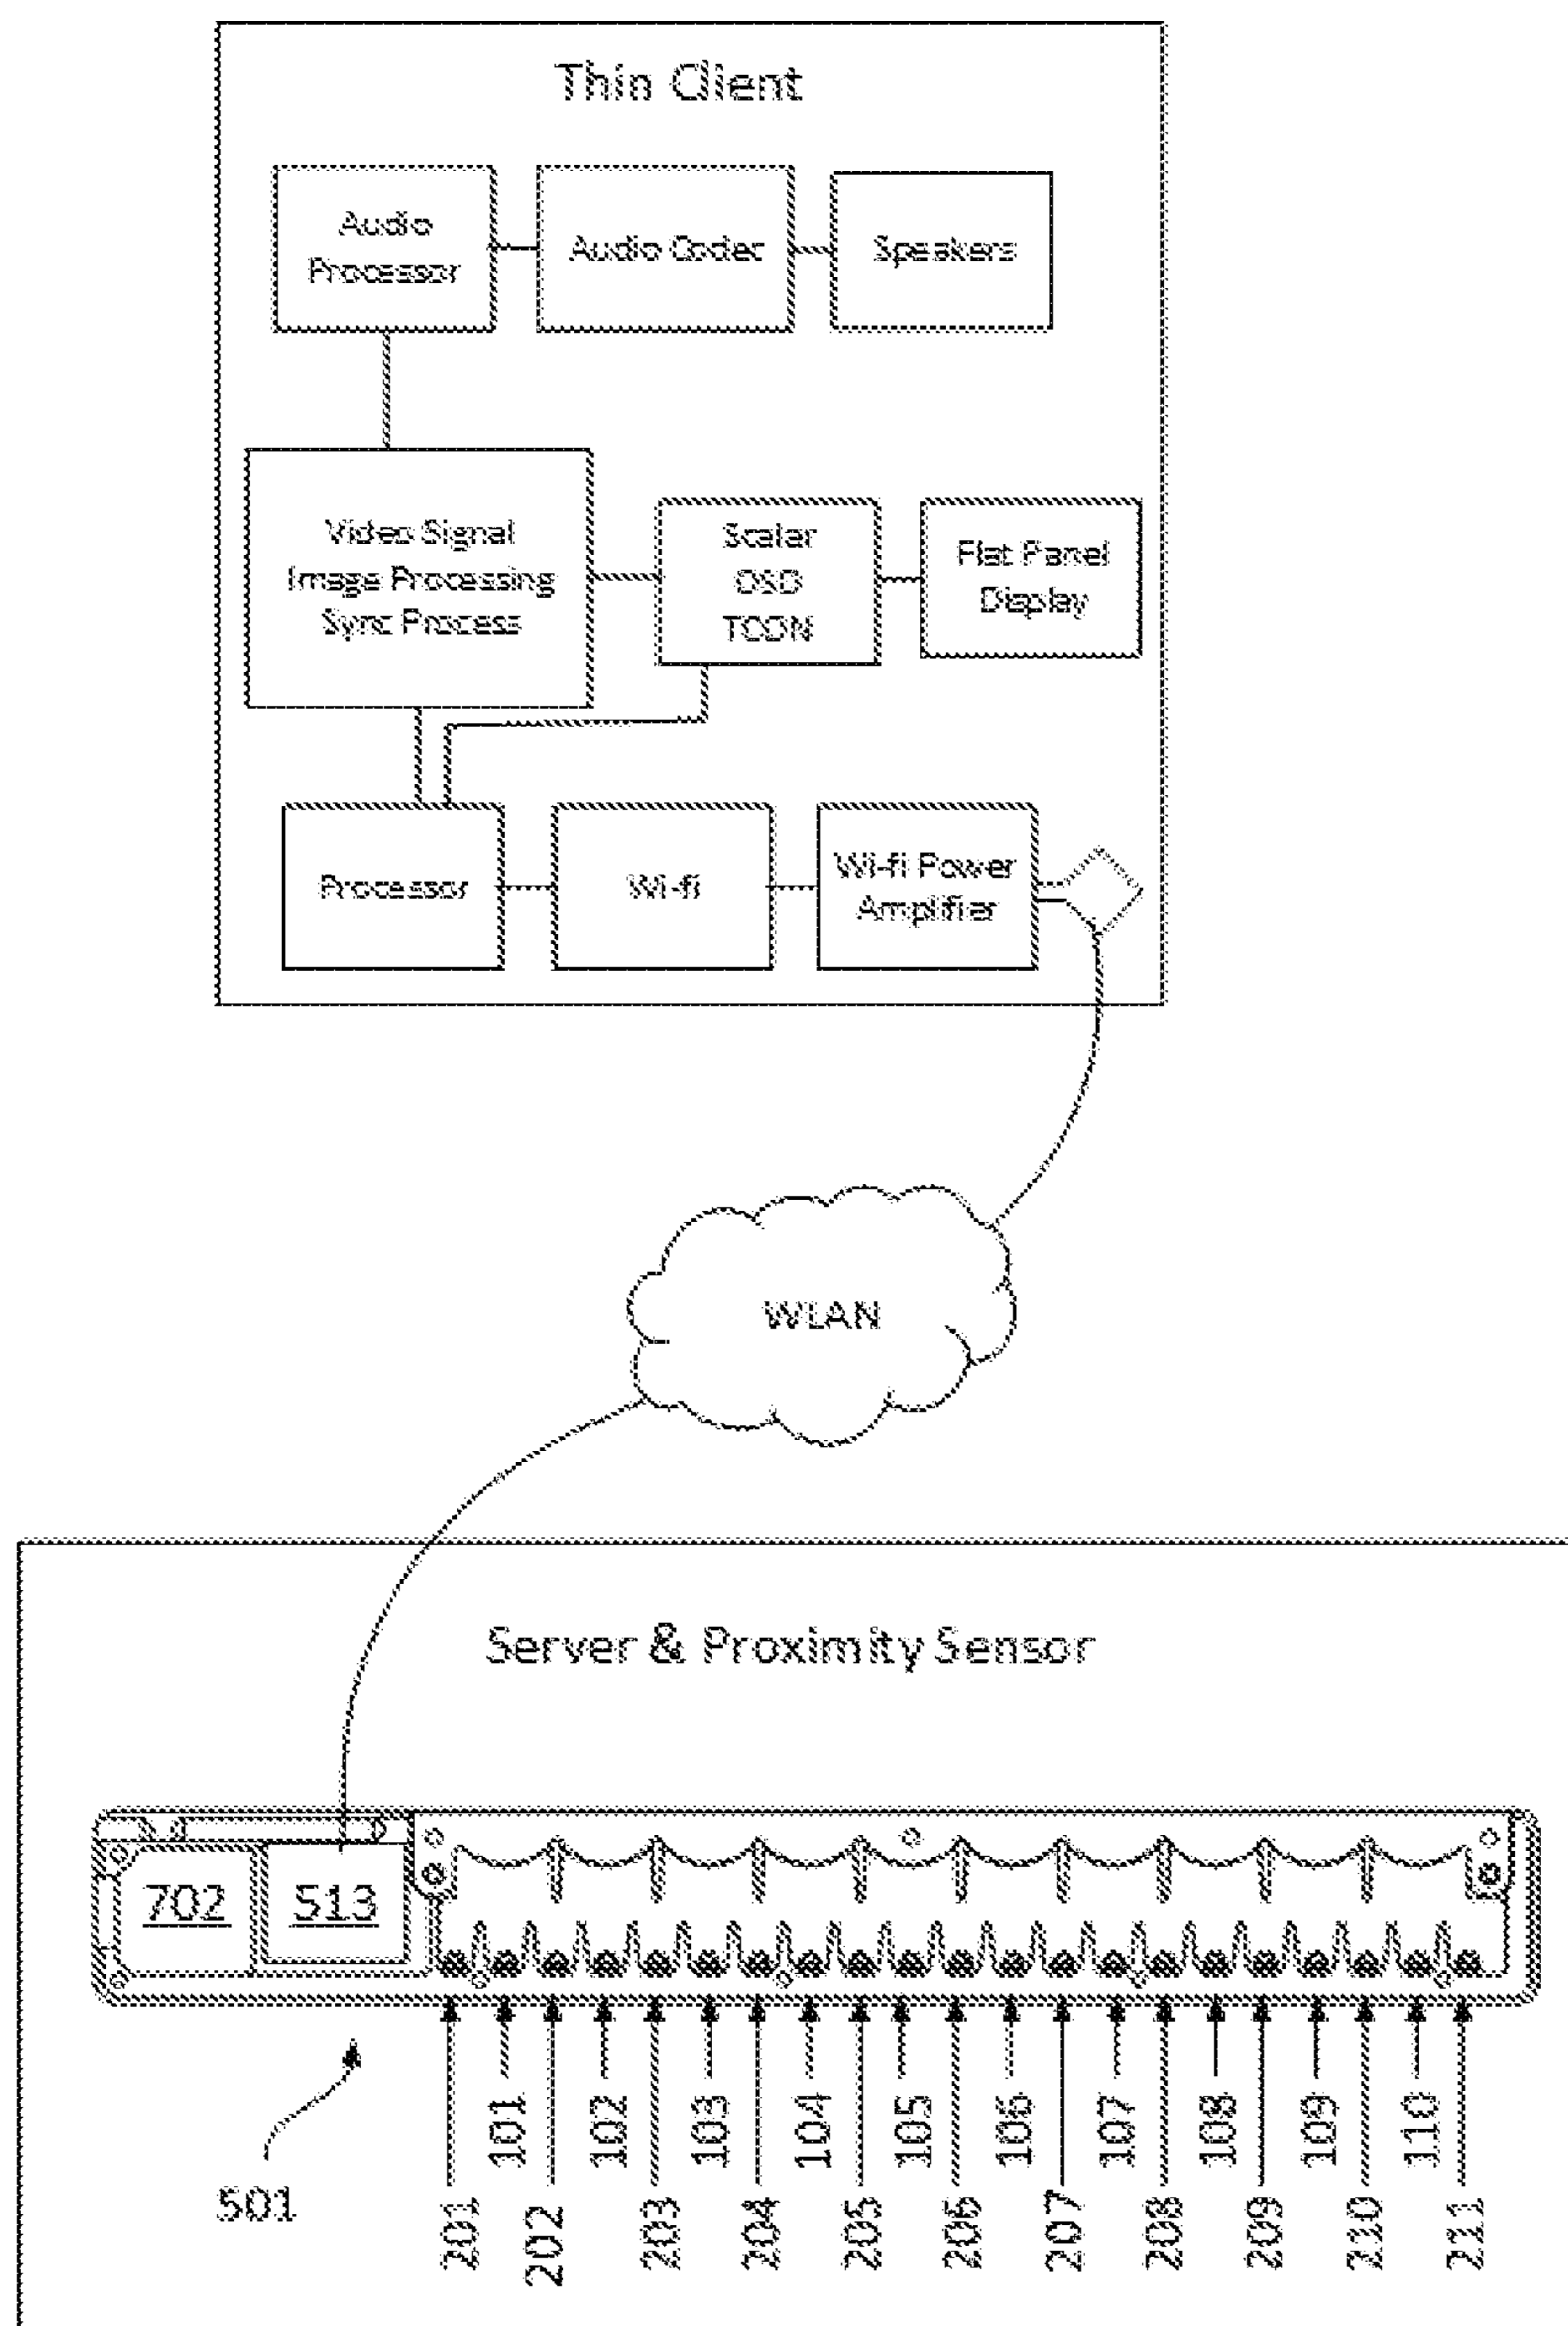 Thin Client
Audio
Processor
Audio Codec
Speakers
Video Signal
Image Processing
Sync Process
Scalar
OSD
TCON
Flat Panel
Display
Processor
Wi-fi
Wi-fi Power
Amplifier
WLAN
Server & Proximity Sensor
702
513
501
201
101
202
102
203
103
204
104
205
105
206
106
207
107
208
108
209
109
210
110
211